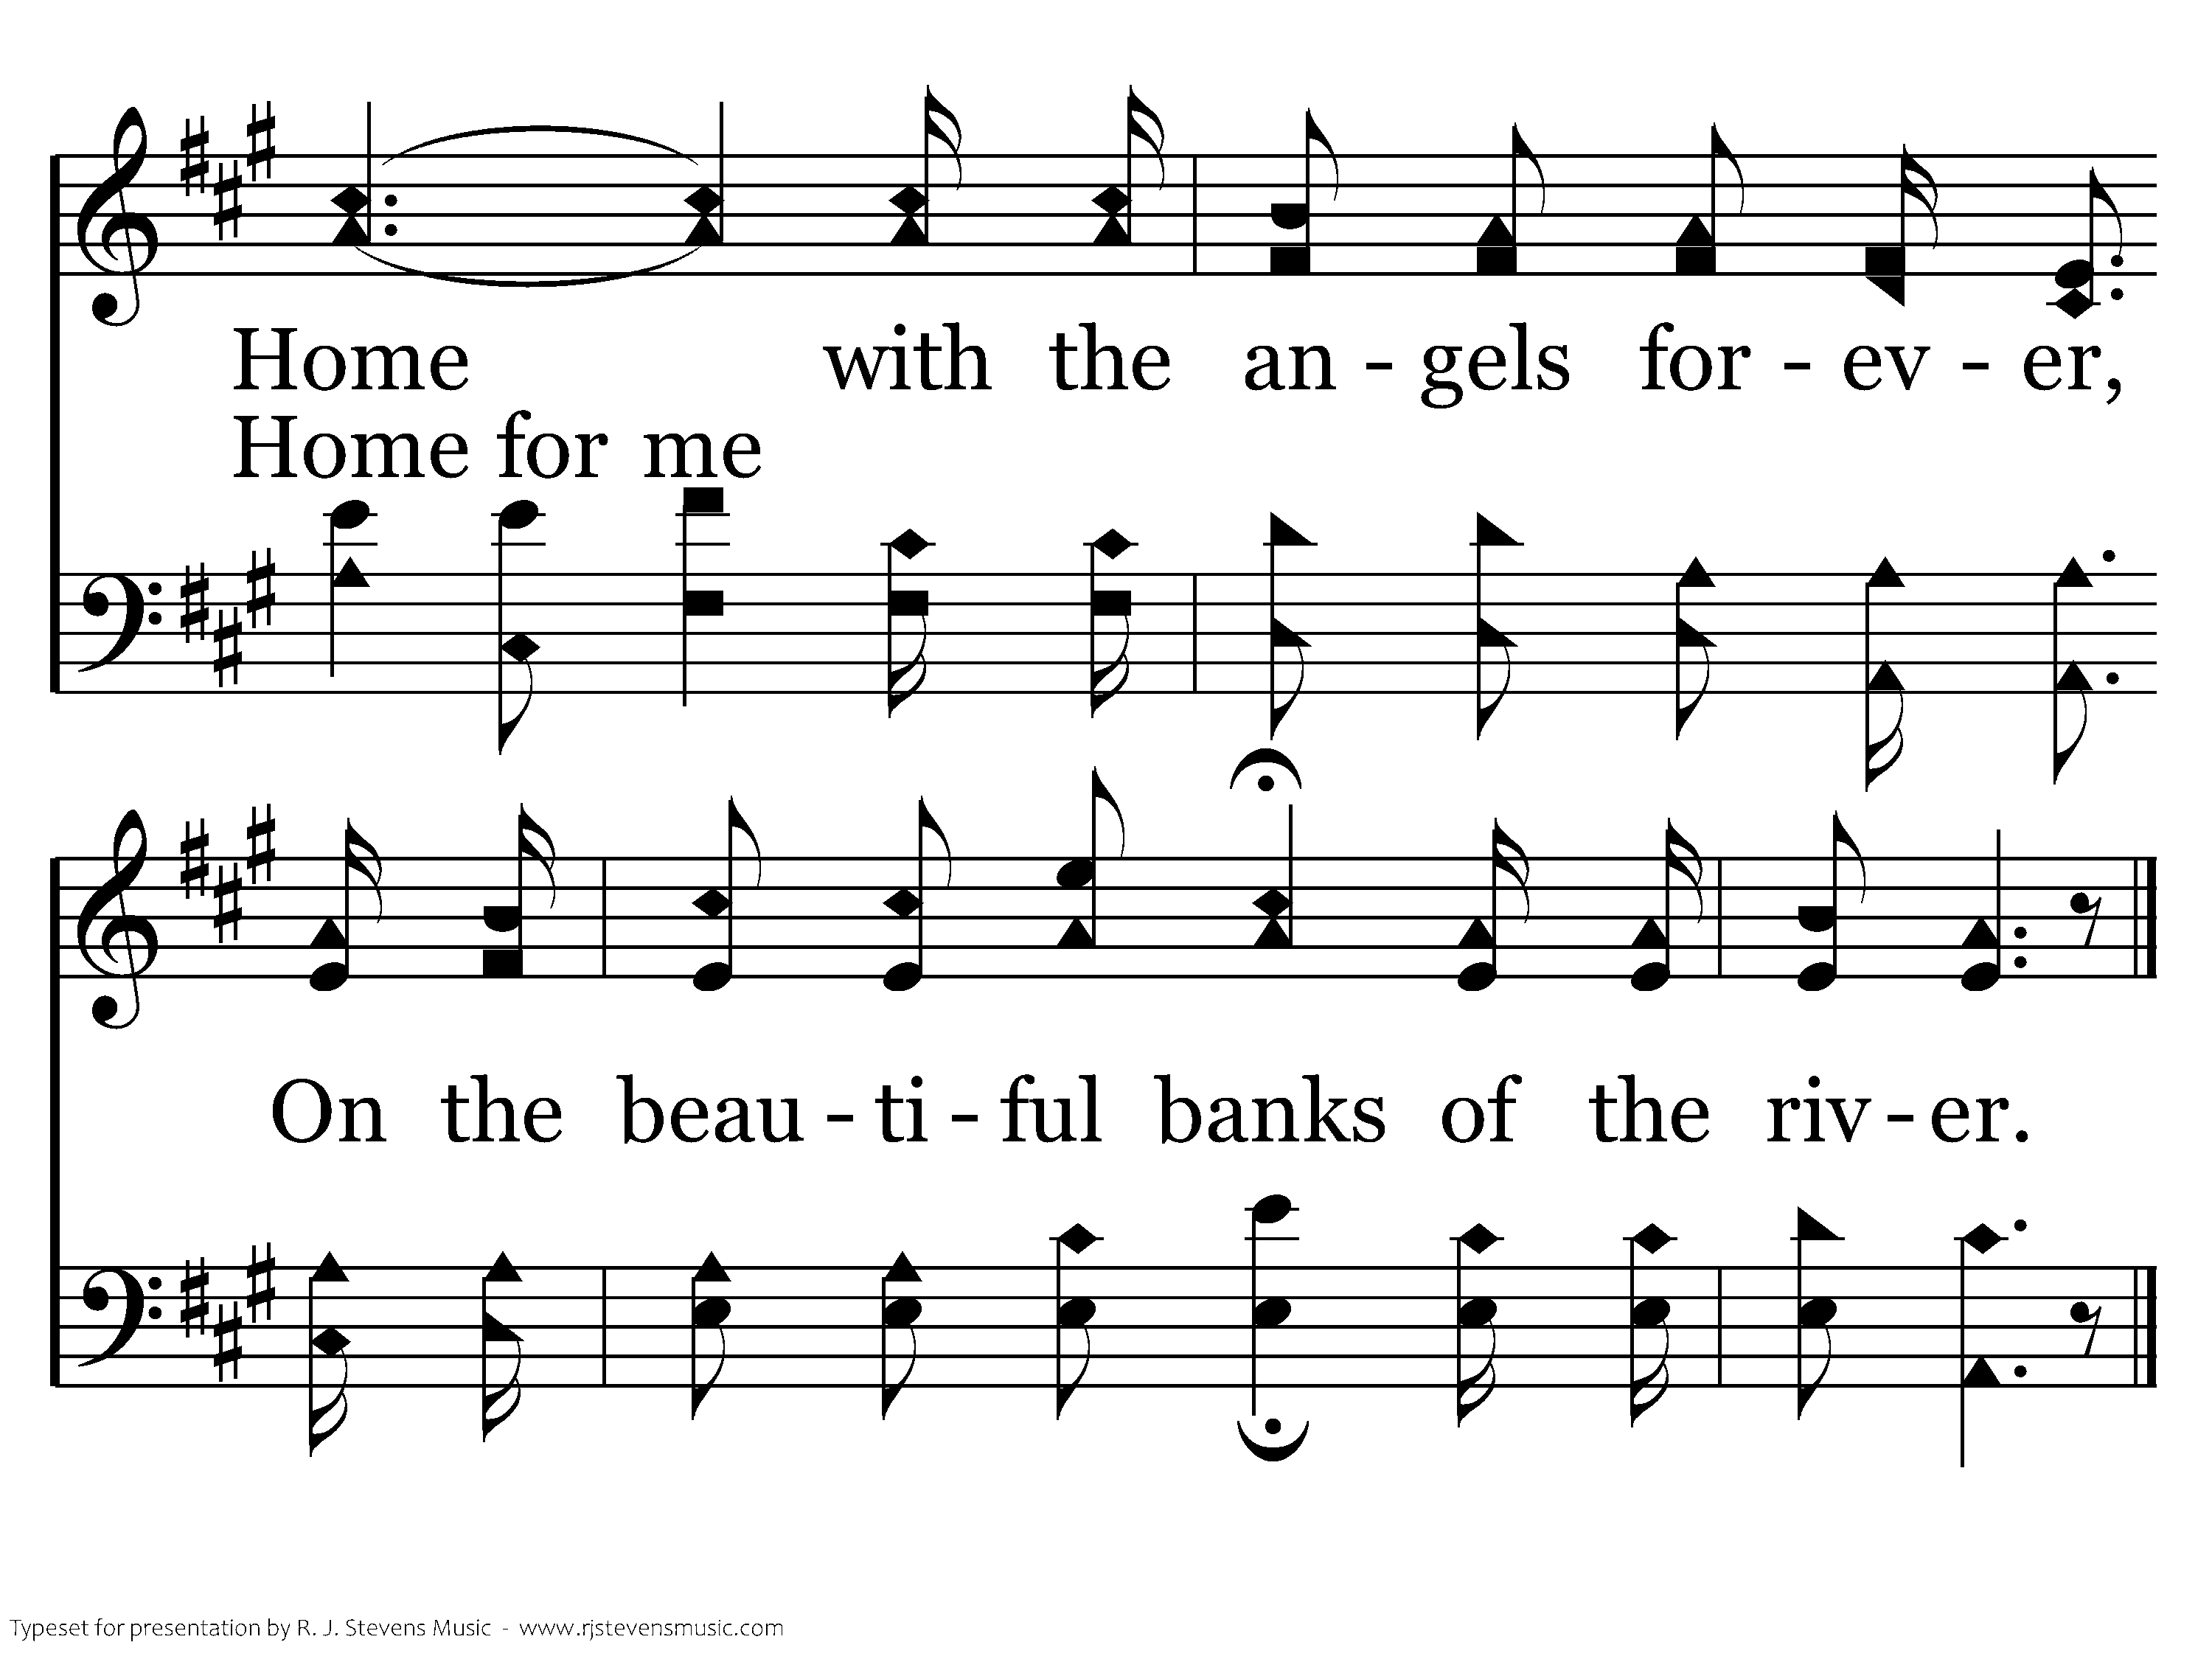 Home with the an - gels for - ev - er,
Home for me
On the beau - ti - ful banks of the riv - er.
Typeset for presentation by R. J. Stevens Music - www.rjstevensmusic.com